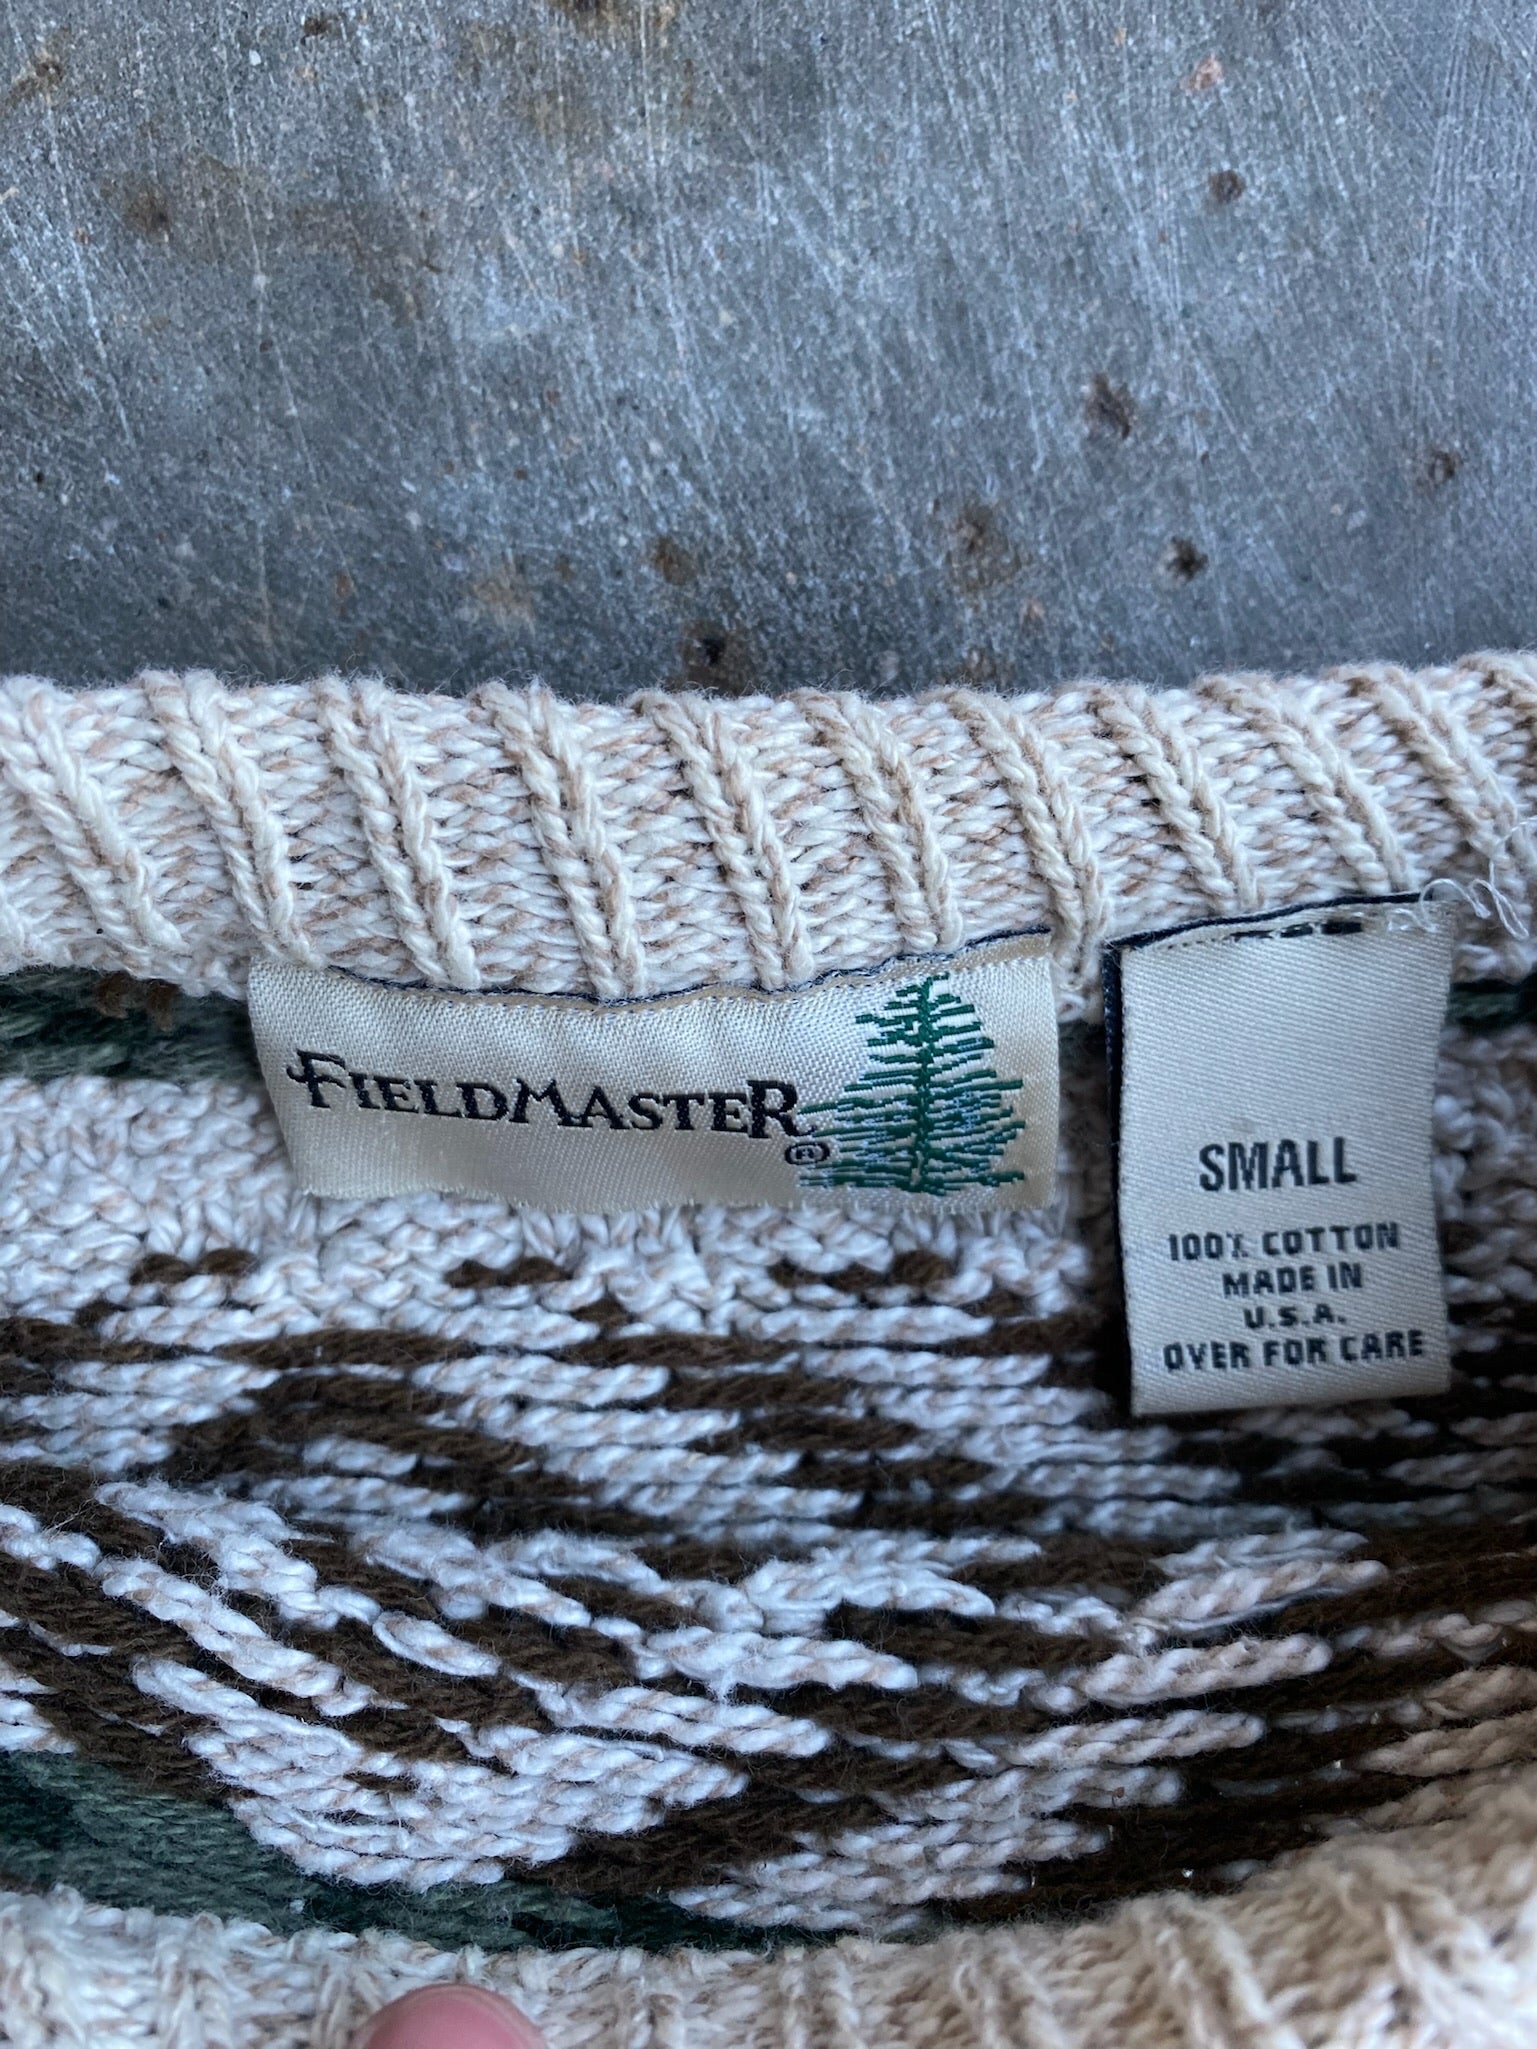 FIELDMASTER®
SMALL
100% COTTON
MADE IN
U.S.A.
OVER FOR CARE